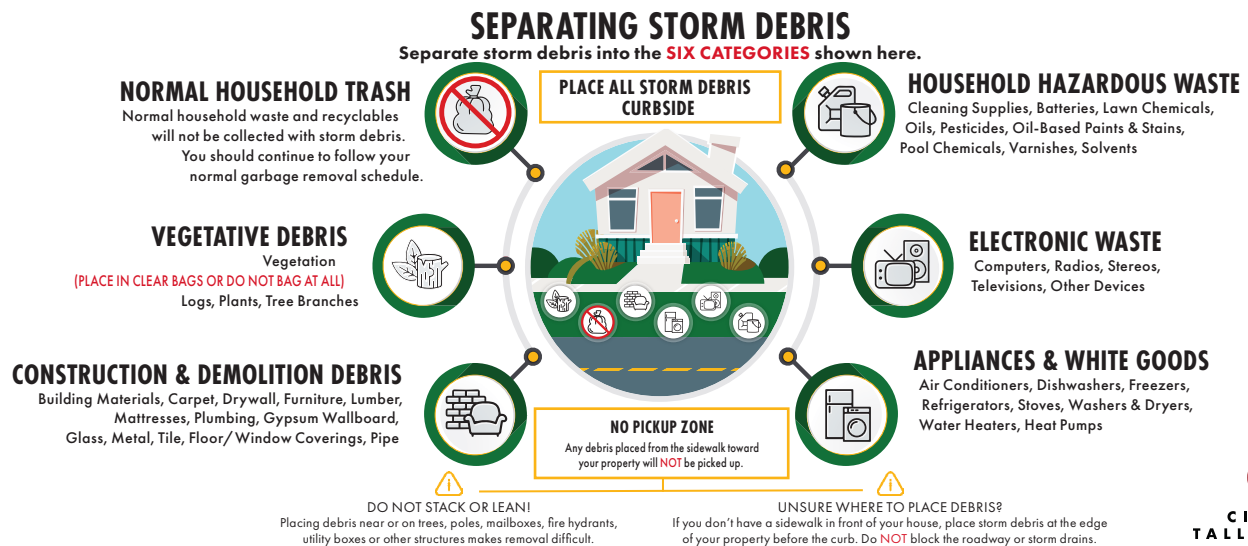 SEPARATING STORM DEBRIS
Separate storm debris into the SIX CATEGORIES shown here.
PLACE ALL STORM DEBRIS
CURBSIDE
NORMAL HOUSEHOLD TRASH
Normal household waste and recyclables
will not be collected with storm debris.
You should continue to follow your
normal garbage removal schedule.
HOUSEHOLD HAZARDOUS WASTE
Cleaning Supplies, Batteries, Lawn Chemicals,
Oils, Pesticides, Oil-Based Paints & Stains,
Pool Chemicals, Varnishes, Solvents
VEGETATIVE DEBRIS
Vegetation
(PLACE IN CLEAR BAGS OR DO NOT BAG AT ALL)
Logs, Plants, Tree Branches
ELECTRONIC WASTE
Computers, Radios, Stereos,
Televisions, Other Devices
CONSTRUCTION & DEMOLITION DEBRIS
Building Materials, Carpet, Drywall, Furniture, Lumber,
Mattresses, Plumbing, Gypsum Wallboard,
Glass, Metal, Tile, Floor/Window Coverings, Pipe
APPLIANCES & WHITE GOODS
Air Conditioners, Dishwashers, Freezers,
Refrigerators, Stoves, Washers & Dryers,
Water Heaters, Heat Pumps
NO PICKUP ZONE
Any debris placed from the sidewalk toward
your property will NOT be picked up.
DO NOT STACK OR LEAN!
Placing debris near or on trees, poles, mailboxes, fire hydrants,
utility boxes or other structures makes removal difficult.
UNSURE WHERE TO PLACE DEBRIS?
If you don't have a sidewalk in front of your house, place storm debris at the edge
of your property before the curb. Do NOT block the roadway or storm drains.